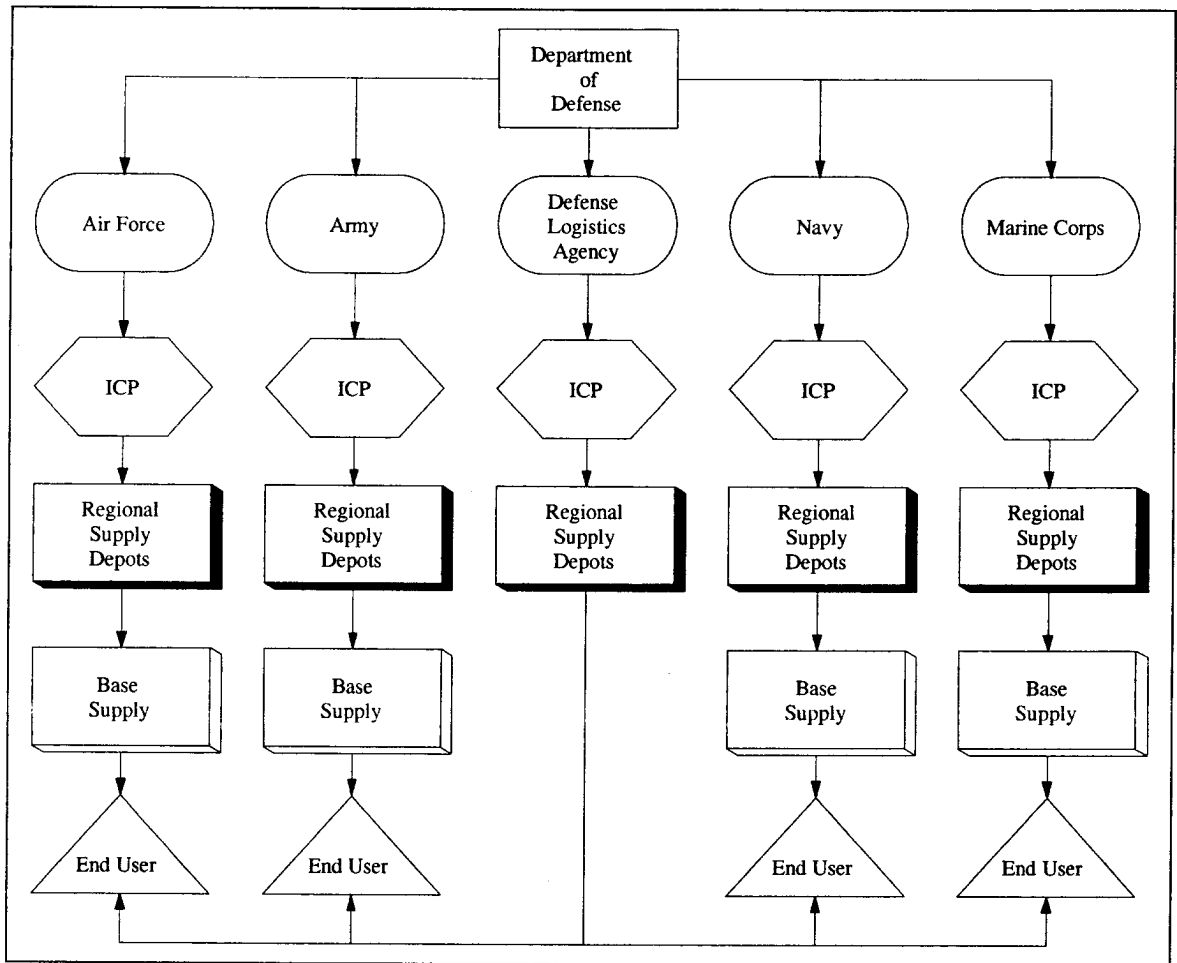 Department
of
Defense
Air Force
Army
Defense
Logistics
Agency
Navy
Marine Corps
ICP
ICP
ICP
ICP
ICP
Regional
Supply
Depots
Regional
Supply
Depots
Regional
Supply
Depots
Regional
Supply
Depots
Regional
Supply
Depots
Base
Supply
Base
Supply
Base
Supply
Base
Supply
End User
End User
End User
End User